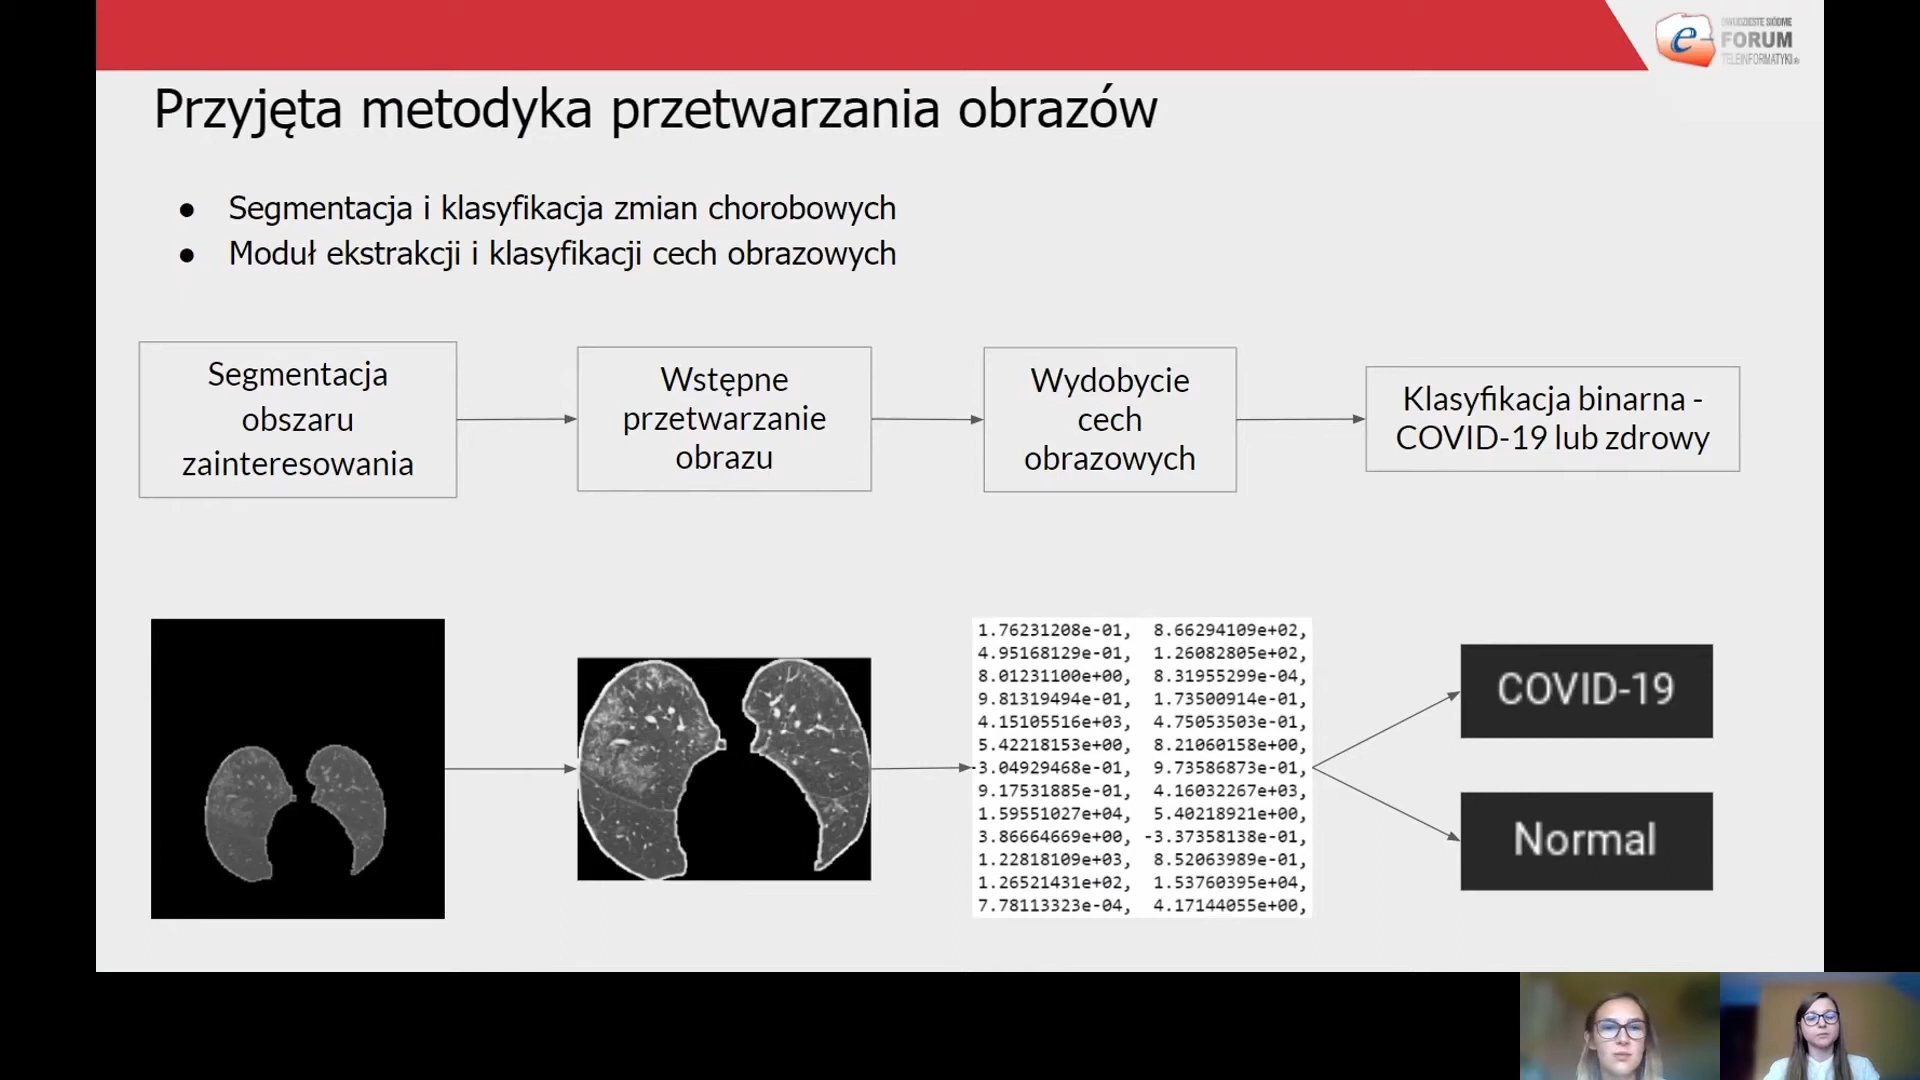 DWUDZIESTE SIÓDME
FORUM
TELEINFORMATYKI
Przyjęta metodyka przetwarzania obrazów
● Segmentacja i klasyfikacja zmian chorobowych
● Moduł ekstrakcji i klasyfikacji cech obrazowych
Segmentacja
obszaru
zainteresowania
Wstępne
przetwarzanie
obrazu
Wydobycie
cech
obrazowych
Klasyfikacja binarna -
COVID-19 lub zdrowy
1.76231208e-01, 8.66294109e+02,
4.95168129e-01, 1.26082805e+02,
8.01231100e+00, 8.31955299e-04,
9.81319494e-01, 1.73500914e-01,
4.15105516e+03, 4.75053503e-01,
5.42218153e+00, 8.21060158e+00,
-3.04929468e-01, 9.73586873e-01,
9.17531885e-01, 4.16032267e+03,
1.59551027e+04, 5.40218921e+00,
3.86664669e+00, -3.37358138e-01,
1.22818109e+03, 8.52063989e-01,
1.26521431e+02, 1.53760395e+04,
7.78113323e-04, 4.17144055e+00,
COVID-19
Normal